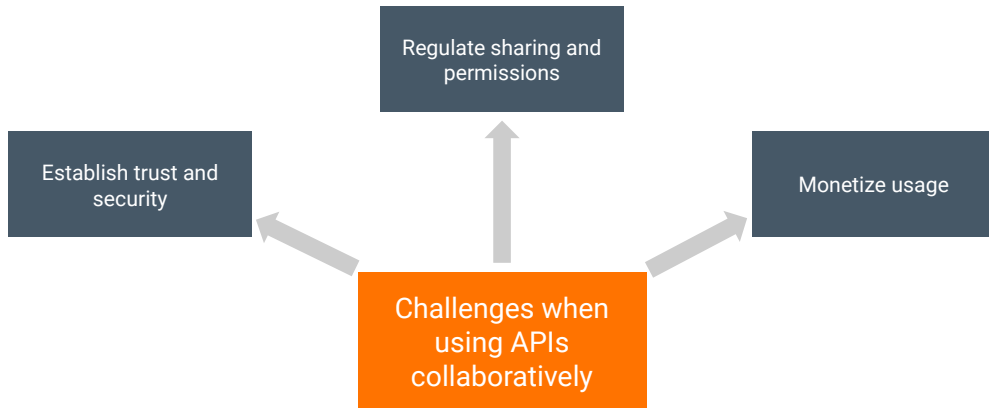 Regulate sharing and
permissions
Establish trust and
security
Monetize usage
Challenges when
using APIs
collaboratively